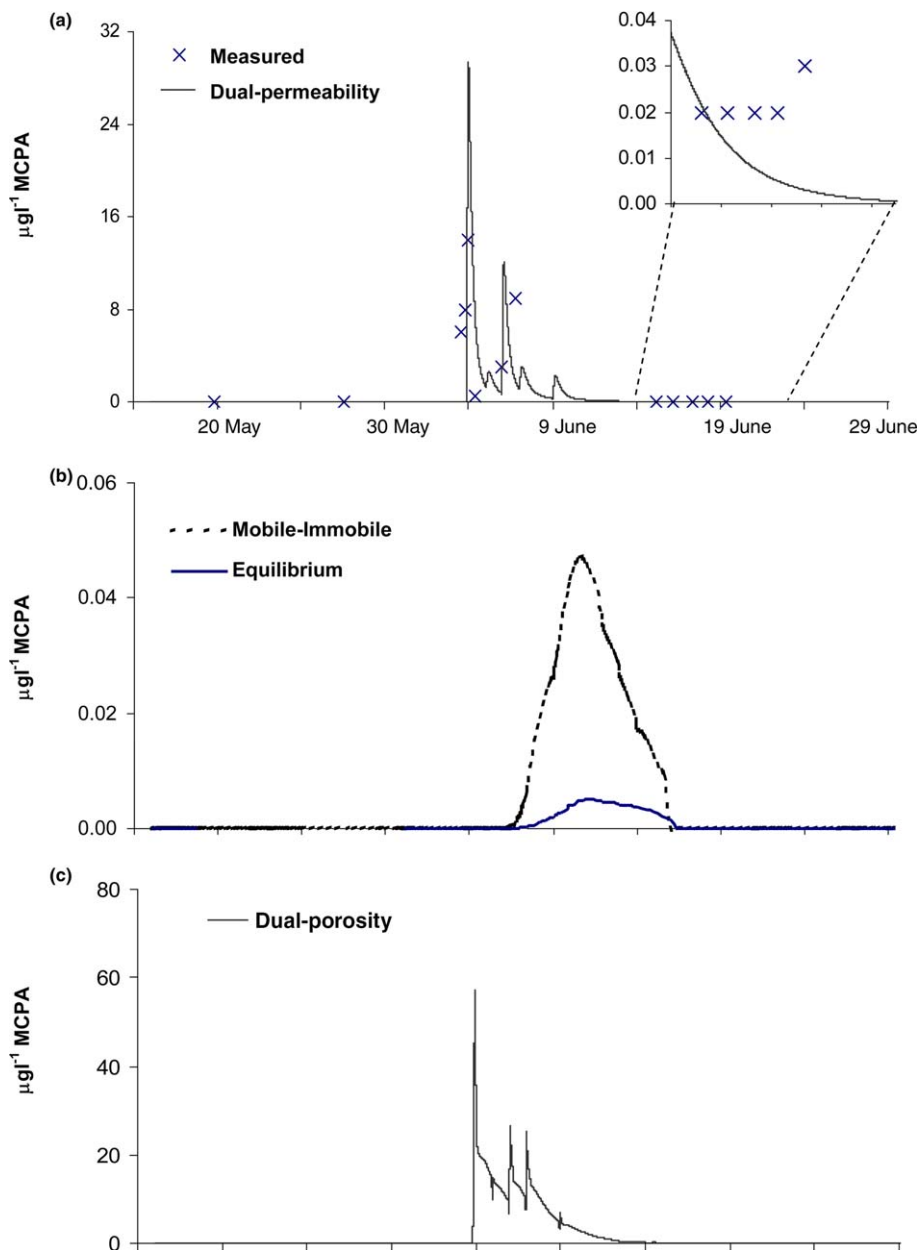 (a)
32
24
16
8
0
µgl⁻¹ MCPA
Measured
Dual-permeability
0.04
0.03
0.02
0.01
0.00
20 May
30 May
9 June
19 June
29 June
(b)
0.06
0.04
0.02
0.00
µgl⁻¹ MCPA
Mobile-Immobile
Equilibrium
(c)
80
60
40
20
0
µgl⁻¹ MCPA
Dual-porosity